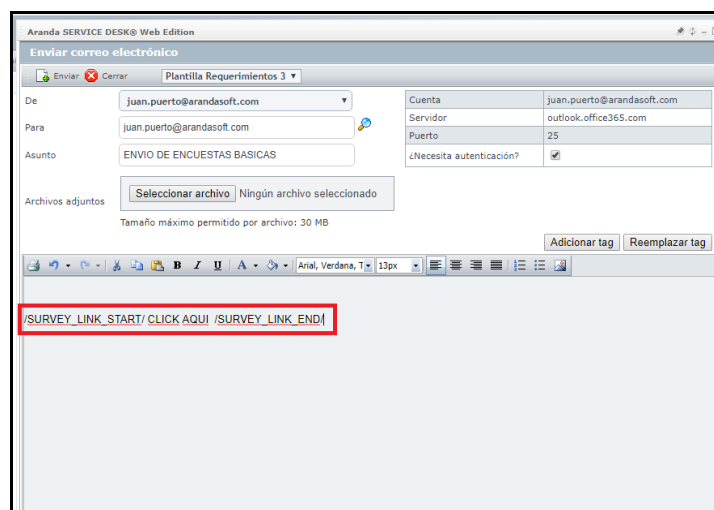 Aranda SERVICE DESK® Web Edition
Enviar correo electrónico
Enviar Cerrar Plantilla Requerimientos 3
De juan.puerto@arandasoft.com
Para juan.puerto@arandasoft.com
Asunto ENVIO DE ENCUESTAS BASICAS
Archivos adjuntos Seleccionar archivo Ningún archivo seleccionado
Tamaño máximo permitido por archivo: 30 MB
Cuenta juan.puerto@arandasoft.com
Servidor outlook.office365.com
Puerto 25
¿Necesita autenticación?
Adicionar tag Reemplazar tag
B I U A Arial, Verdana, T 13px
/SURVEY_LINK_START/ CLICK AQUI /SURVEY_LINK_END/